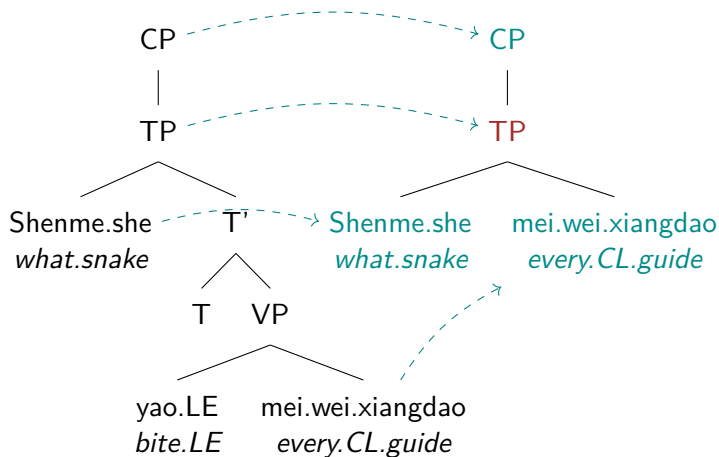 CP CP
TP TP
Shenme.she T' Shenme.she mei.wei.xiangdao
what.snake what.snake every.CL.guide
T VP
yao.LE mei.wei.xiangdao
bite.LE every.CL.guide